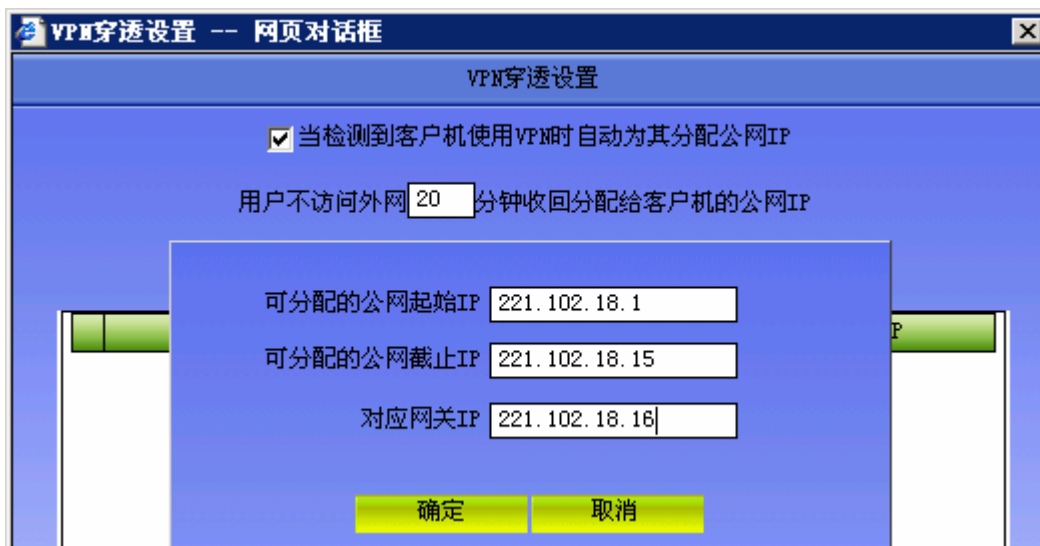 VPN穿透设置 -- 网页对话框
VPN穿透设置
当检测到客户机使用VPN时自动为其分配公网IP
用户不访问外网 20 分钟收回分配给客户机的公网IP
可分配的公网起始IP 221.102.18.1
P
可分配的公网截止IP 221.102.18.15
对应网关IP 221.102.18.16
确定 取消